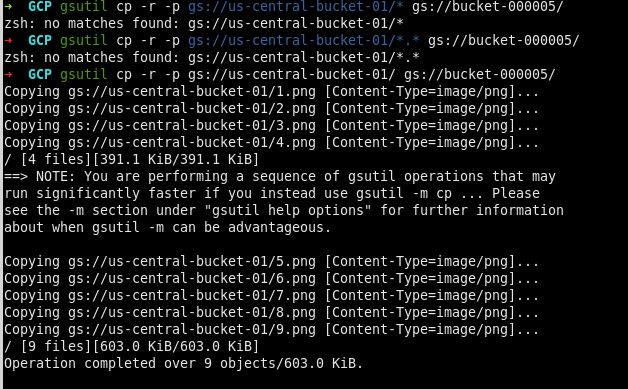 ➜  GCP gsutil cp -r -p gs://us-central-bucket-01/* gs://bucket-000005/
zsh: no matches found: gs://us-central-bucket-01/*
➜  GCP gsutil cp -r -p gs://us-central-bucket-01/*.* gs://bucket-000005/
zsh: no matches found: gs://us-central-bucket-01/*.*
➜  GCP gsutil cp -r -p gs://us-central-bucket-01/ gs://bucket-000005/
Copying gs://us-central-bucket-01/1.png [Content-Type=image/png]...
Copying gs://us-central-bucket-01/2.png [Content-Type=image/png]...
Copying gs://us-central-bucket-01/3.png [Content-Type=image/png]...
Copying gs://us-central-bucket-01/4.png [Content-Type=image/png]...
/ [4 files][391.1 KiB/391.1 KiB]
==> NOTE: You are performing a sequence of gsutil operations that may
run significantly faster if you instead use gsutil -m cp ... Please
see the -m section under "gsutil help options" for further information
about when gsutil -m can be advantageous.
Copying gs://us-central-bucket-01/5.png [Content-Type=image/png]...
Copying gs://us-central-bucket-01/6.png [Content-Type=image/png]...
Copying gs://us-central-bucket-01/7.png [Content-Type=image/png]...
Copying gs://us-central-bucket-01/8.png [Content-Type=image/png]...
Copying gs://us-central-bucket-01/9.png [Content-Type=image/png]...
/ [9 files][603.0 KiB/603.0 KiB]
Operation completed over 9 objects/603.0 KiB.